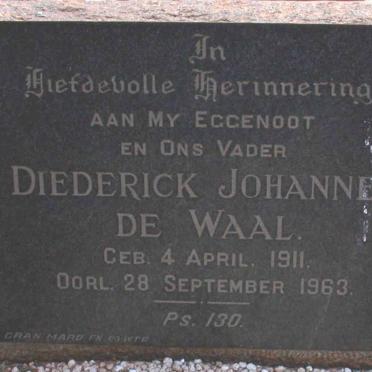 In
Liefdevolle Herinnering
AAN MY EGGENOOT
EN ONS VADER
DIEDERICK JOHANNE
DE WAAL.
GEB. 4 APRIL. 1911.
OORL. 28 SEPTEMBER 1963.
PS. 130.